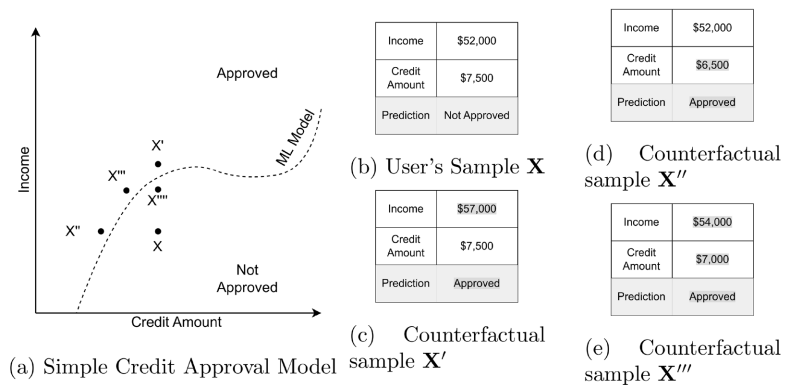 Income
Approved
ML Model
X'
X'''
X''''
X''
X
Not
Approved
Credit Amount
(a) Simple Credit Approval Model
Income $52,000
Credit
Amount $7,500
Prediction Not Approved
(b) User's Sample X
Income $57,000
Credit
Amount $7,500
Prediction Approved
(c) Counterfactual
sample X′
Income $52,000
Credit
Amount $6,500
Prediction Approved
(d) Counterfactual
sample X′′
Income $54,000
Credit
Amount $7,000
Prediction Approved
(e) Counterfactual
sample X′′′